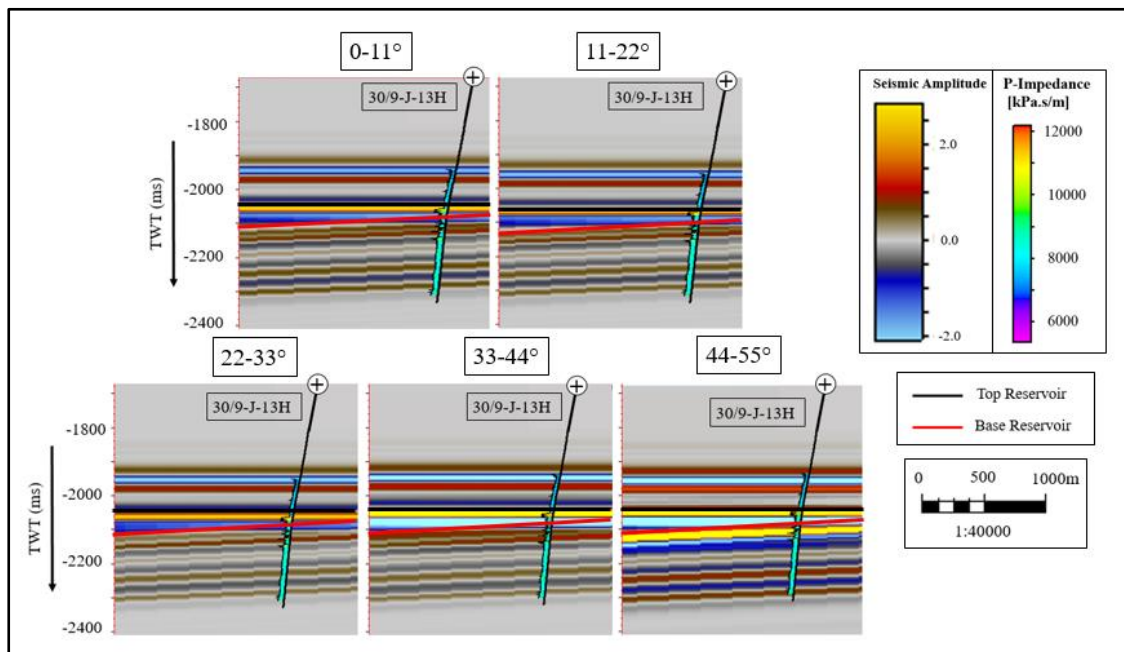 0-11°
11-22°
30/9-J-13H
30/9-J-13H
TWT (ms)
-1800
-2000
-2200
-2400
Seismic Amplitude
2.0
0.0
-2.0
P-Impedance
[kPa.s/m]
12000
10000
8000
6000
22-33°
33-44°
44-55°
30/9-J-13H
30/9-J-13H
30/9-J-13H
TWT (ms)
-1800
-2000
-2200
-2400
Top Reservoir
Base Reservoir
0 500 1000m
1:40000